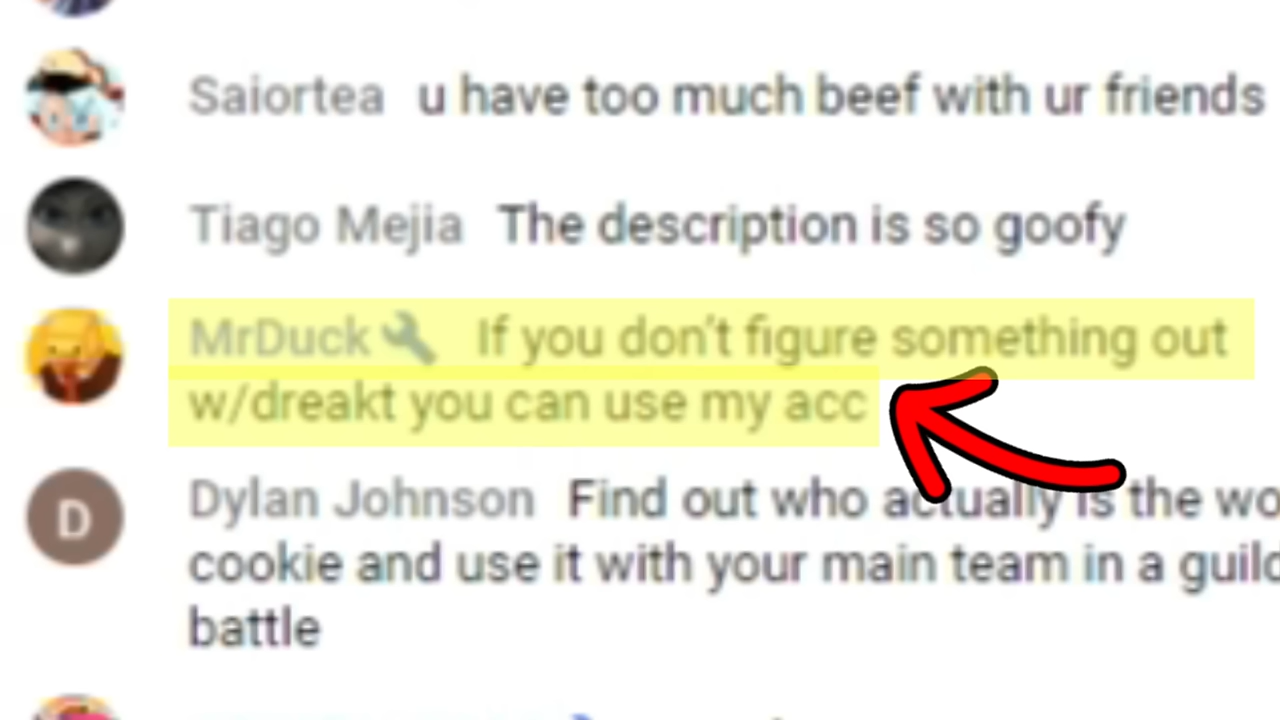 Saiortea u have too much beef with ur friends
Tiago Mejia The description is so goofy
MrDuck If you don't figure something out
w/dreakt you can use my acc
D
Dylan Johnson Find out who actually is the wo
cookie and use it with your main team in a guild
battle